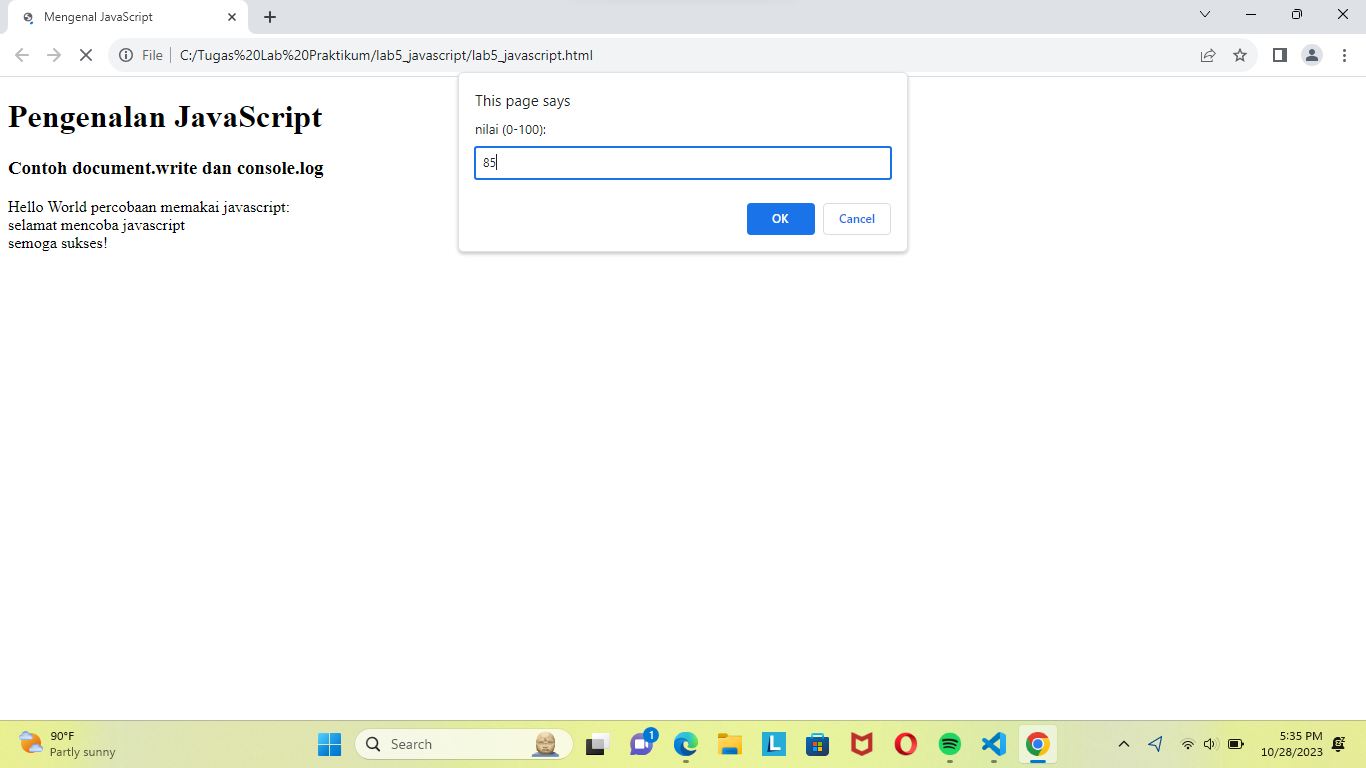 Mengenal JavaScript
File
C:/Tugas%20Lab%20Praktikum/lab5_javascript/lab5_javascript.html
This page says
nilai (0-100):
85
OK
Cancel
Pengenalan JavaScript
Contoh document.write dan console.log
Hello World percobaan memakai javascript:
selamat mencoba javascript
semoga sukses!
90°F
Partly sunny
Search
1
L
5:35 PM
10/28/2023